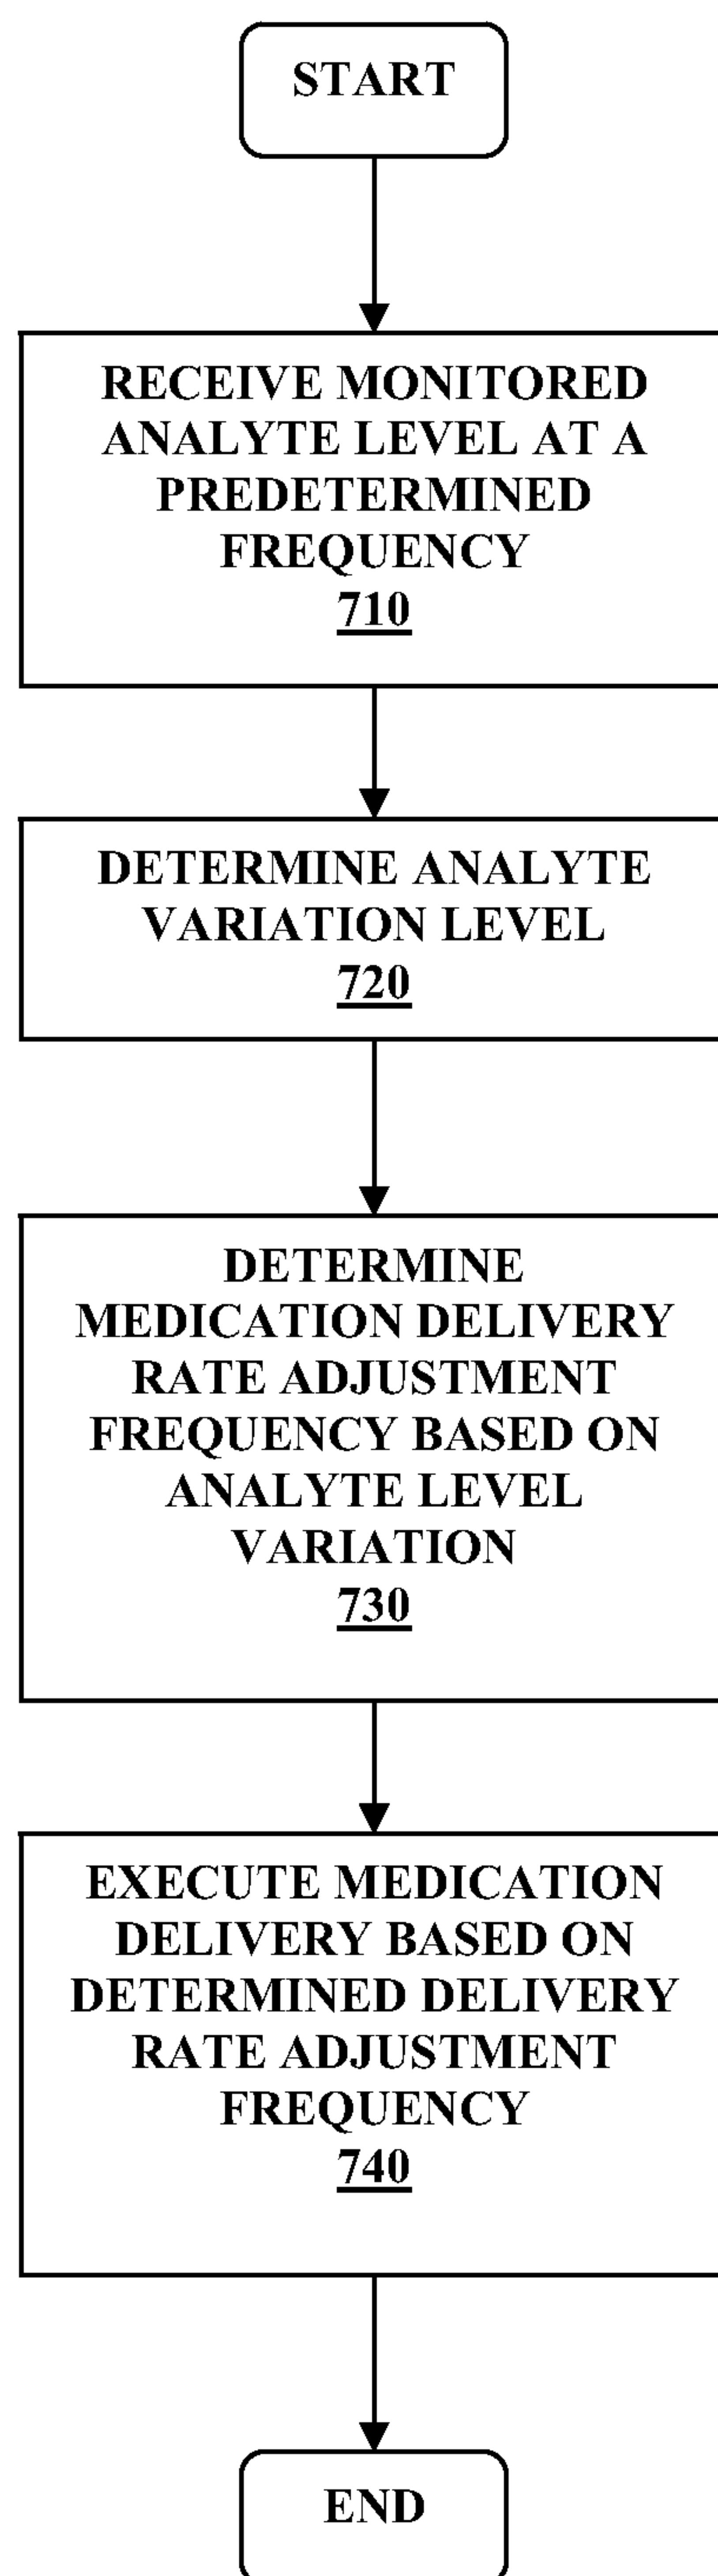 START
RECEIVE MONITORED
ANALYTE LEVEL AT A
PREDETERMINED
FREQUENCY
710
DETERMINE ANALYTE
VARIATION LEVEL
720
DETERMINE
MEDICATION DELIVERY
RATE ADJUSTMENT
FREQUENCY BASED ON
ANALYTE LEVEL
VARIATION
730
EXECUTE MEDICATION
DELIVERY BASED ON
DETERMINED DELIVERY
RATE ADJUSTMENT
FREQUENCY
740
END